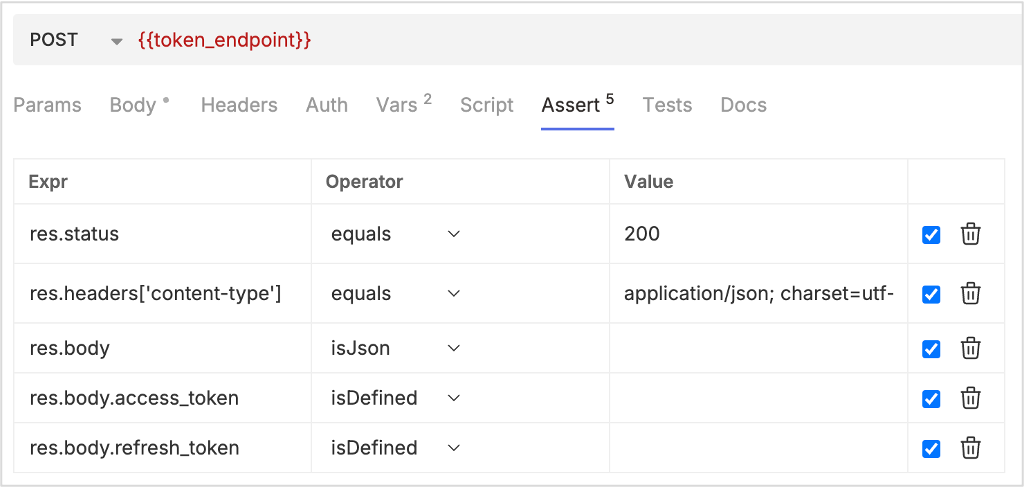 POST {{token_endpoint}}
Params Body Headers Auth Vars 2 Script Assert 5 Tests Docs
Expr Operator Value
res.status equals 200
res.headers['content-type'] equals application/json; charset=utf-
res.body isJson
res.body.access_token isDefined
res.body.refresh_token isDefined